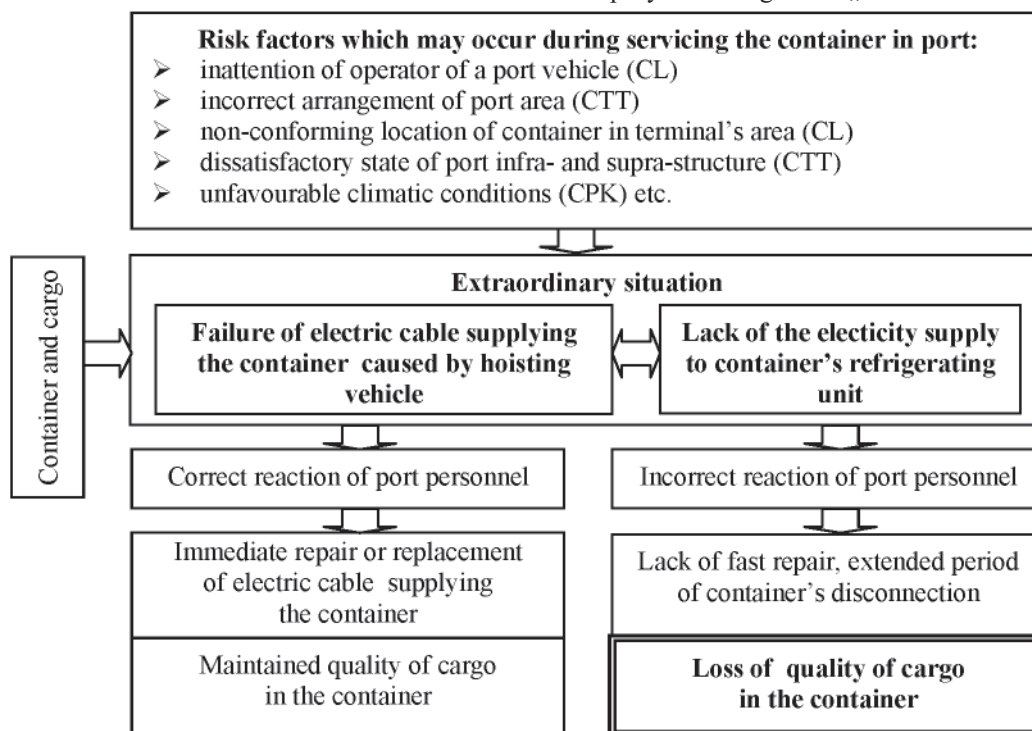 Risk factors which may occur during servicing the container in port:
➢ inattention of operator of a port vehicle (CL)
➢ incorrect arrangement of port area (CTT)
➢ non-conforming location of container in terminal's area (CL)
➢ dissatisfactory state of port infra- and supra-structure (CTT)
➢ unfavourable climatic conditions (CPK) etc.
Container and cargo
Extraordinary situation
Failure of electric cable supplying
the container caused by hoisting
vehicle
Lack of the electicity supply
to container's refrigerating
unit
Correct reaction of port personnel
Incorrect reaction of port personnel
Immediate repair or replacement
of electric cable supplying
the container
Lack of fast repair, extended period
of container's disconnection
Maintained quality of cargo
in the container
Loss of quality of cargo
in the container